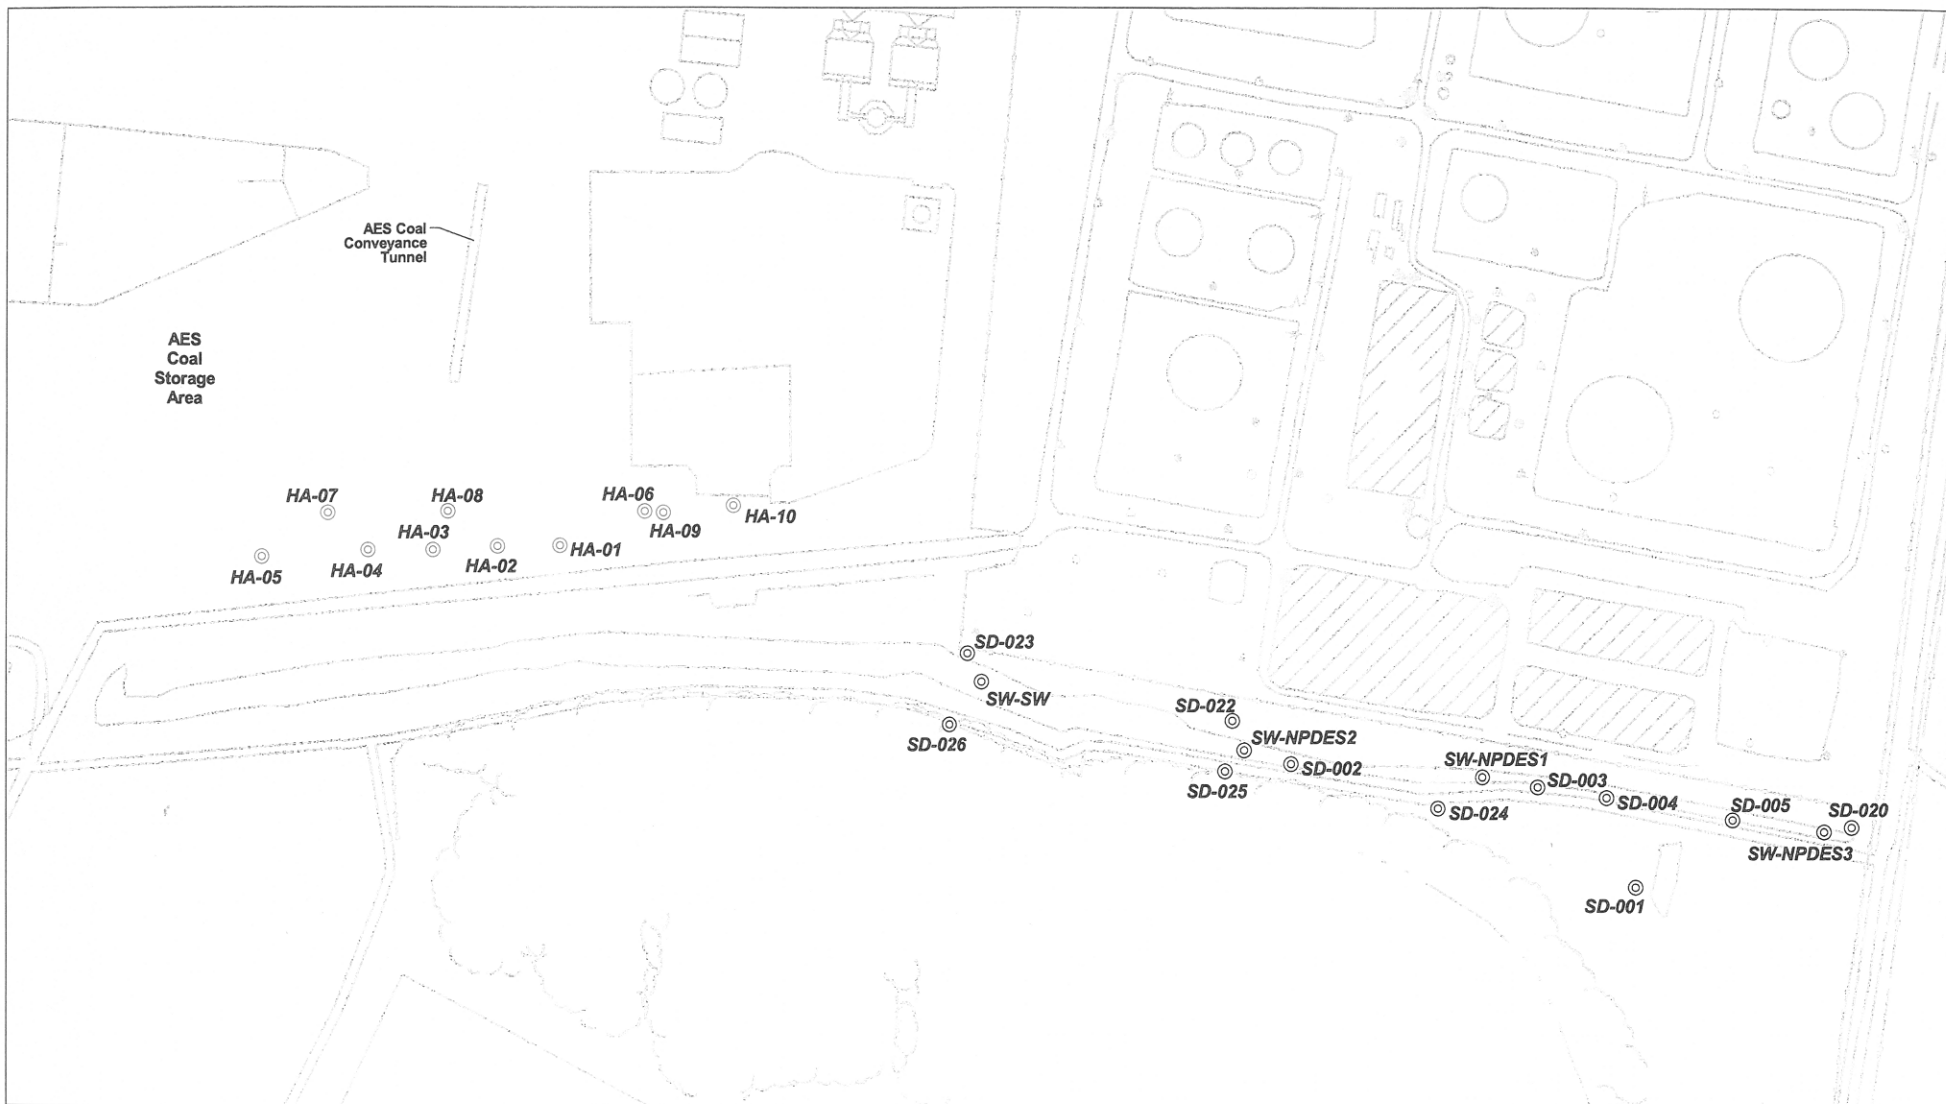 AES Coal
Conveyance
Tunnel
AES
Coal
Storage
Area
HA-07
HA-08
HA-06
HA-10
HA-09
HA-03
HA-01
HA-05
HA-04
HA-02
SD-023
SW-SW
SD-022
SD-026
SW-NPDES2
SD-002
SW-NPDES1
SD-025
SD-003
SD-004
SD-005
SD-020
SD-024
SW-NPDES3
SD-001